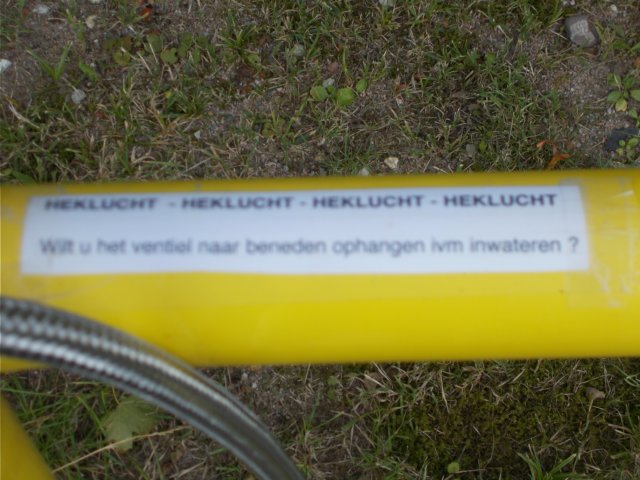 HEKLUCHT - HEKLUCHT - HEKLUCHT - HEKLUCHT
Wilt u het ventiel naar beneden ophangen ivm inwateren ?